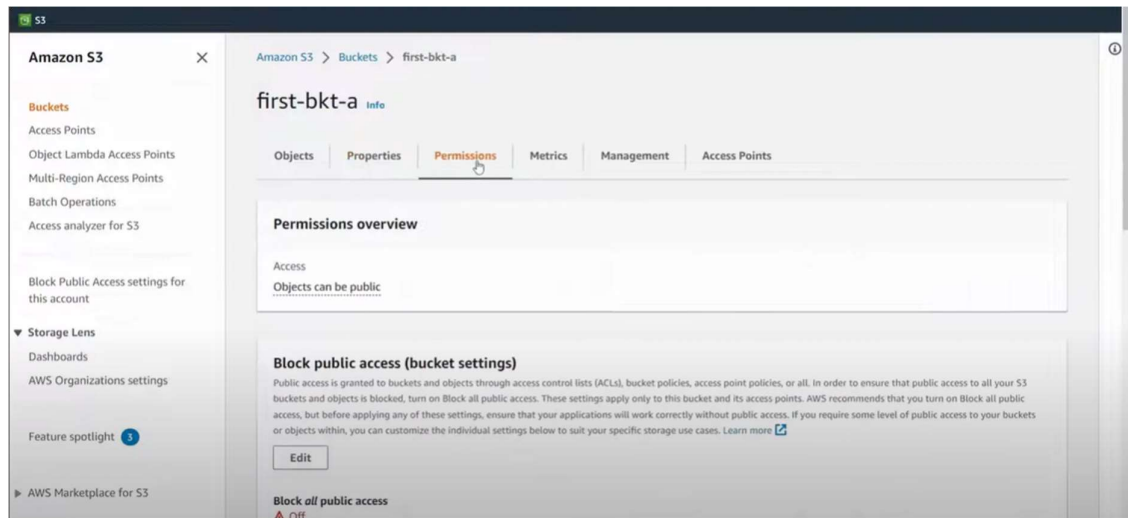 S3
Amazon S3
Buckets
Access Points
Object Lambda Access Points
Multi-Region Access Points
Batch Operations
Access analyzer for S3
Block Public Access settings for
this account
Storage Lens
Dashboards
AWS Organizations settings
Feature spotlight 3
AWS Marketplace for S3
Amazon S3 > Buckets > first-bkt-a
first-bkt-a Info
Objects Properties Permissions Metrics Management Access Points
Permissions overview
Access
Objects can be public
Block public access (bucket settings)
Public access is granted to buckets and objects through access control lists (ACLs), bucket policies, access point policies, or all. In order to ensure that public access to all your S3
buckets and objects is blocked, turn on Block all public access. These settings apply only to this bucket and its access points. AWS recommends that you turn on Block all public
access, but before applying any of these settings, ensure that your applications will work correctly without public access. If you require some level of public access to your buckets
or objects within, you can customize the individual settings below to suit your specific storage use cases. Learn more
Edit
Block all public access
Off